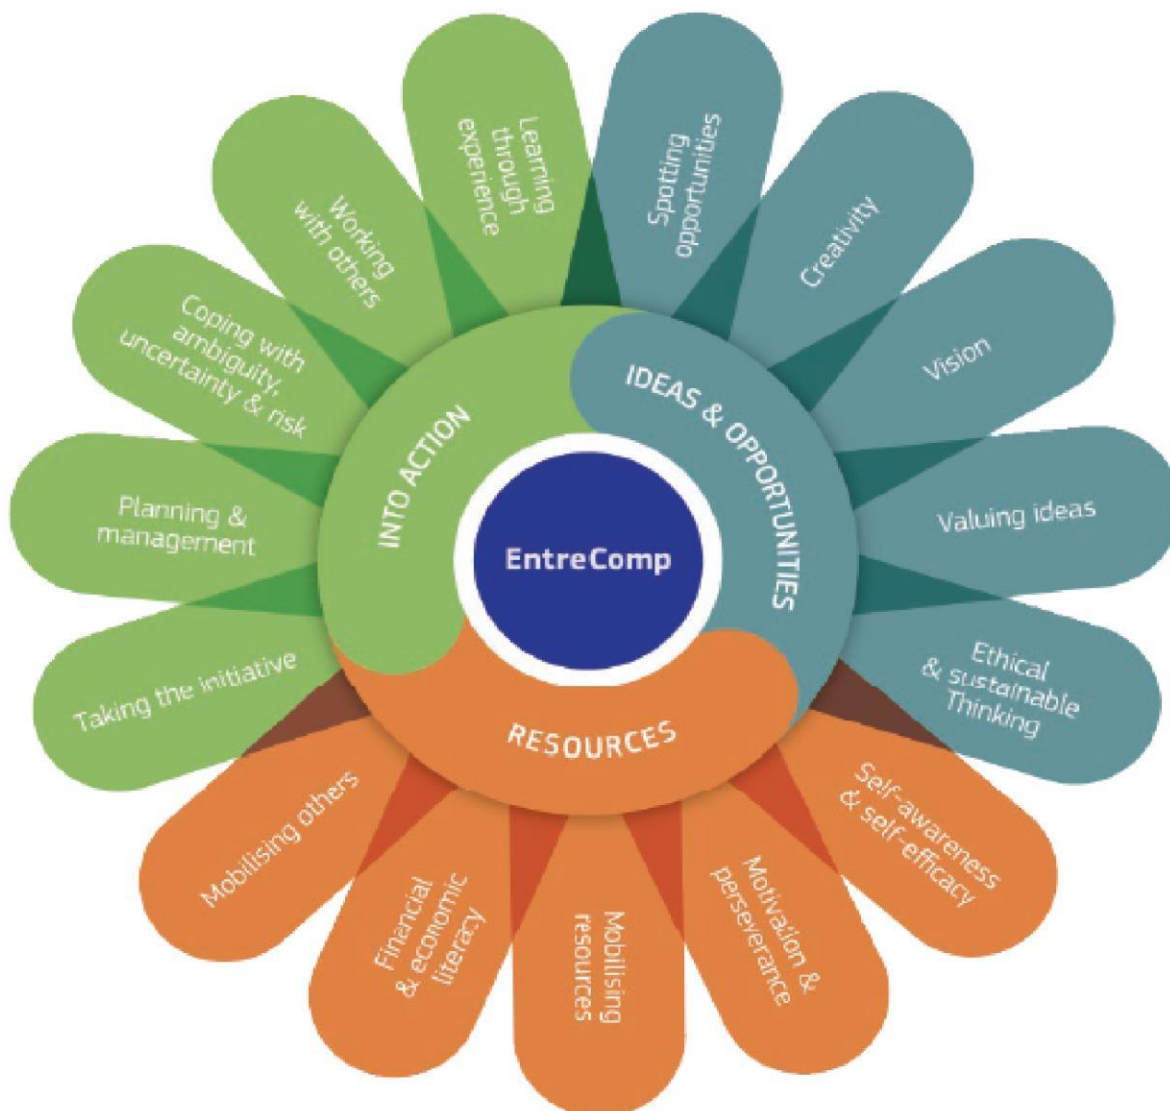 EntreComp
IDEAS & OPPORTUNITIES
Spotting
opportunities
Creativity
Vision
Valuing ideas
Ethical
& sustainable
Thinking
RESOURCES
Self-awareness
& self-efficacy
Motivation &
perseverance
Mobilising
resources
Financial
& economic
literacy
Mobilising others
INTO ACTION
Taking the initiative
Planning &
management
Coping with
ambiguity,
uncertainty & risk
Working
with others
Learning
through
experience